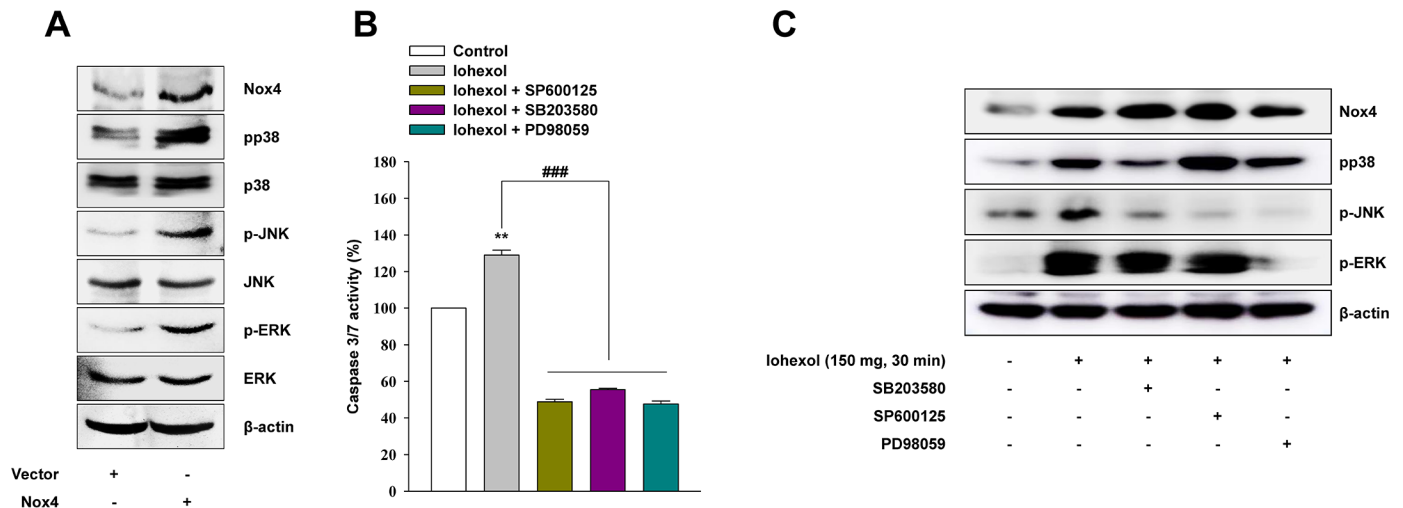 A
Nox4
pp38
p38
p-JNK
JNK
p-ERK
ERK
β-actin
Vector + -
Nox4 - +
B
Control
Iohexol
Iohexol + SP600125
Iohexol + SB203580
Iohexol + PD98059
Caspase 3/7 activity (%)
180
160
140
120
100
80
60
40
20
0
###
**
C
Nox4
pp38
p-JNK
p-ERK
β-actin
Iohexol (150 mg, 30 min) - + + + +
SB203580 - - + - -
SP600125 - - - + -
PD98059 - - - - +